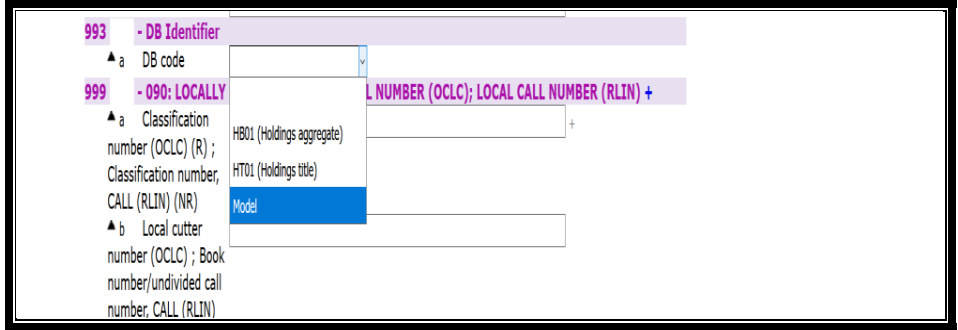 993 - DB Identifier
▲ a DB code
999 - 090: LOCALLY L NUMBER (OCLC); LOCAL CALL NUMBER (RLIN) +
▲ a Classification
number (OCLC) (R) ;
Classification number,
CALL (RLIN) (NR)
+
HB01 (Holdings aggregate)
HT01 (Holdings title)
Model
▲ b Local cutter
number (OCLC) ; Book
number/undivided call
number, CALL (RLIN)